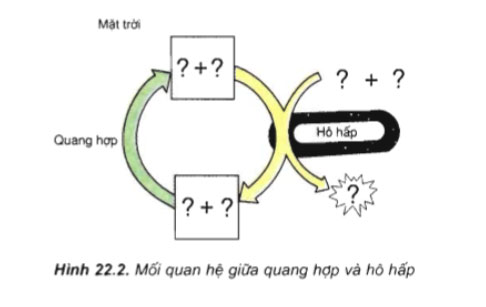 Mặt trời
? + ?
? + ?
Hô hấp
Quang hợp
?
? + ?
Hình 22.2. Mối quan hệ giữa quang hợp và hô hấp